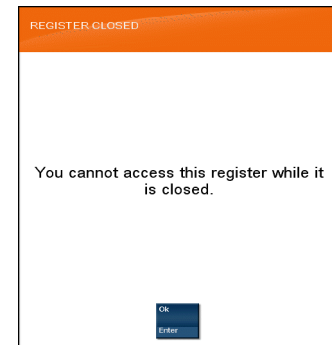 REGISTER CLOSED
You cannot access this register while it
is closed.
Ok
Enter